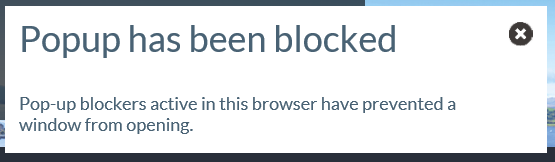 Popup has been blocked
Pop-up blockers active in this browser have prevented a
window from opening.